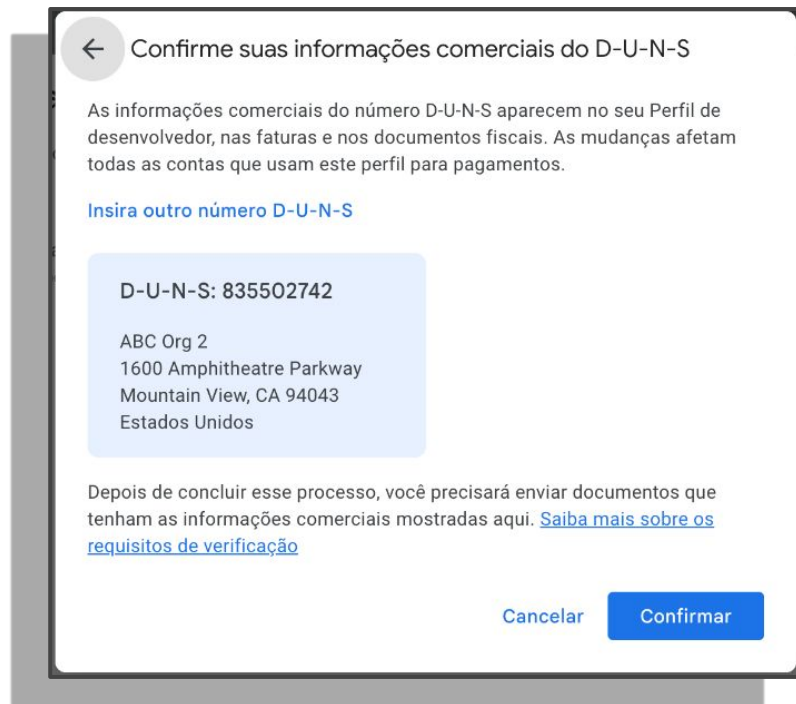 Confirme suas informações comerciais do D-U-N-S
As informações comerciais do número D-U-N-S aparecem no seu Perfil de
desenvolvedor, nas faturas e nos documentos fiscais. As mudanças afetam
todas as contas que usam este perfil para pagamentos.
Insira outro número D-U-N-S
D-U-N-S: 835502742
ABC Org 2
1600 Amphitheatre Parkway
Mountain View, CA 94043
Estados Unidos
Depois de concluir esse processo, você precisará enviar documentos que
tenham as informações comerciais mostradas aqui. Saiba mais sobre os
requisitos de verificação
Cancelar Confirmar